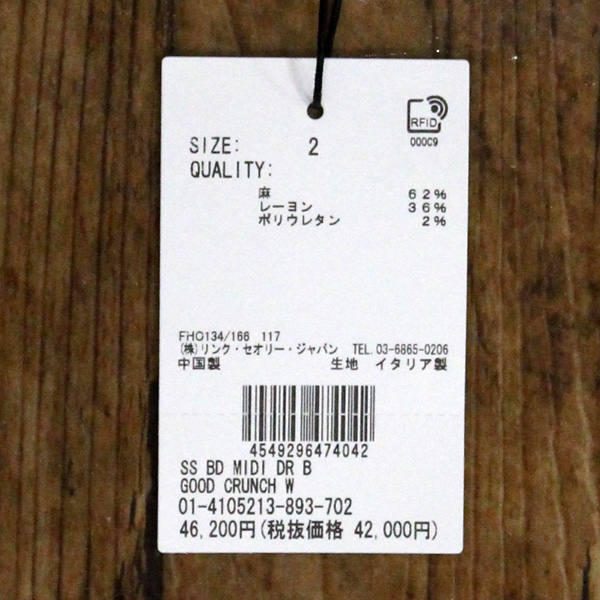 RFID
000C9
SIZE: 2
QUALITY:
麻 62%
レーヨン 36%
ポリウレタン 2%
FHO134/166 117
(株)リンク・セオリー・ジャパン TEL.03-6865-0206
中国製 生地 イタリア製
4549296474042
SS BD MIDI DR B
GOOD CRUNCH W
01-4105213-893-702
46,200円(税抜価格 42,000円)